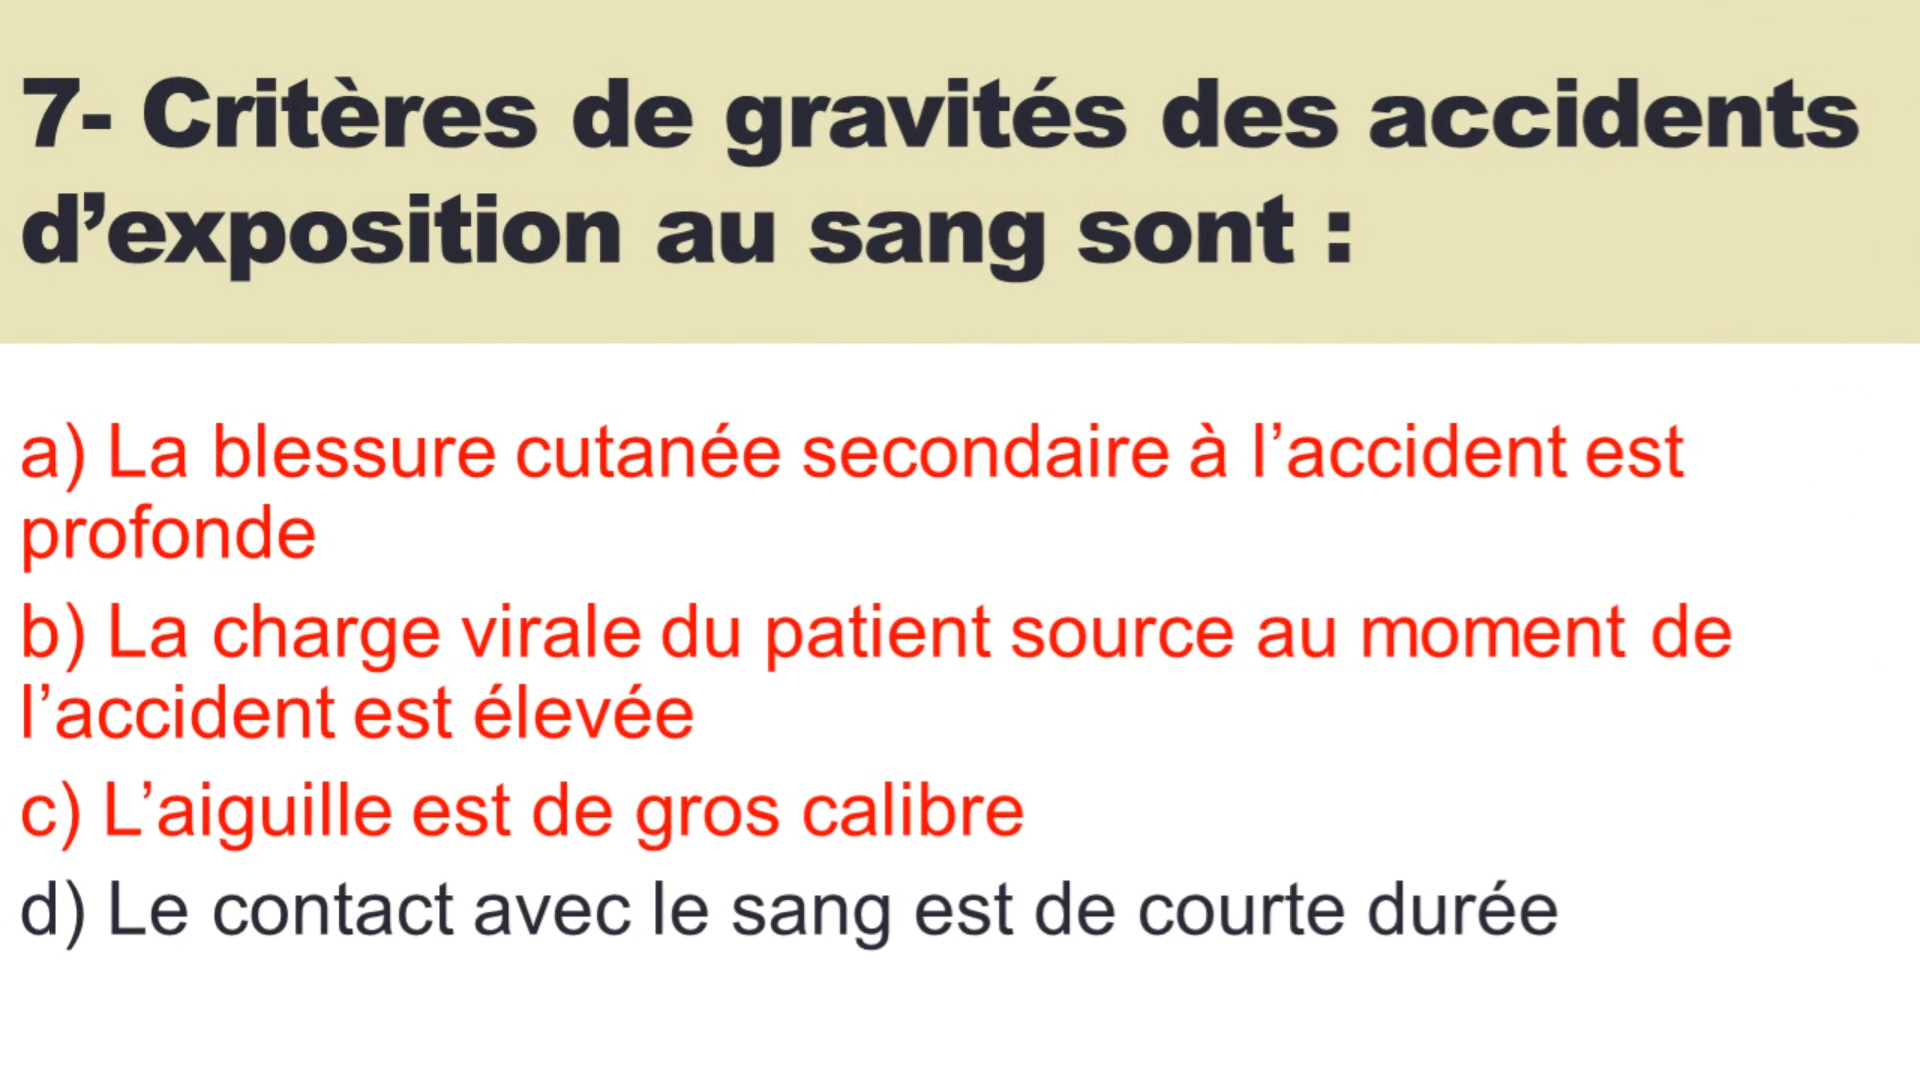 7- Critères de gravités des accidents
d’exposition au sang sont :
a) La blessure cutanée secondaire à l’accident est
profonde
b) La charge virale du patient source au moment de
l’accident est élevée
c) L’aiguille est de gros calibre
d) Le contact avec le sang est de courte durée